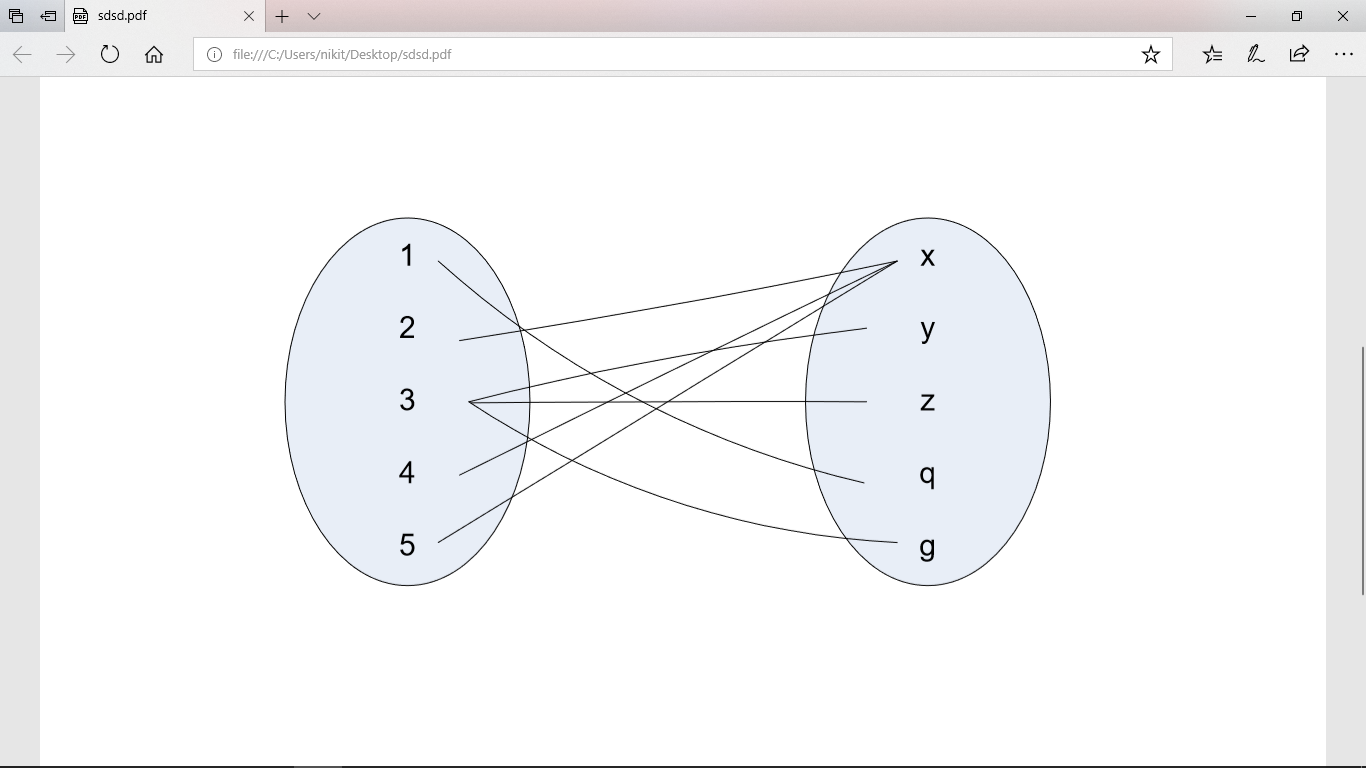 sdsd.pdf
file:///C:/Users/nikit/Desktop/sdsd.pdf
1 x
2 y
3 z
4 q
5 g